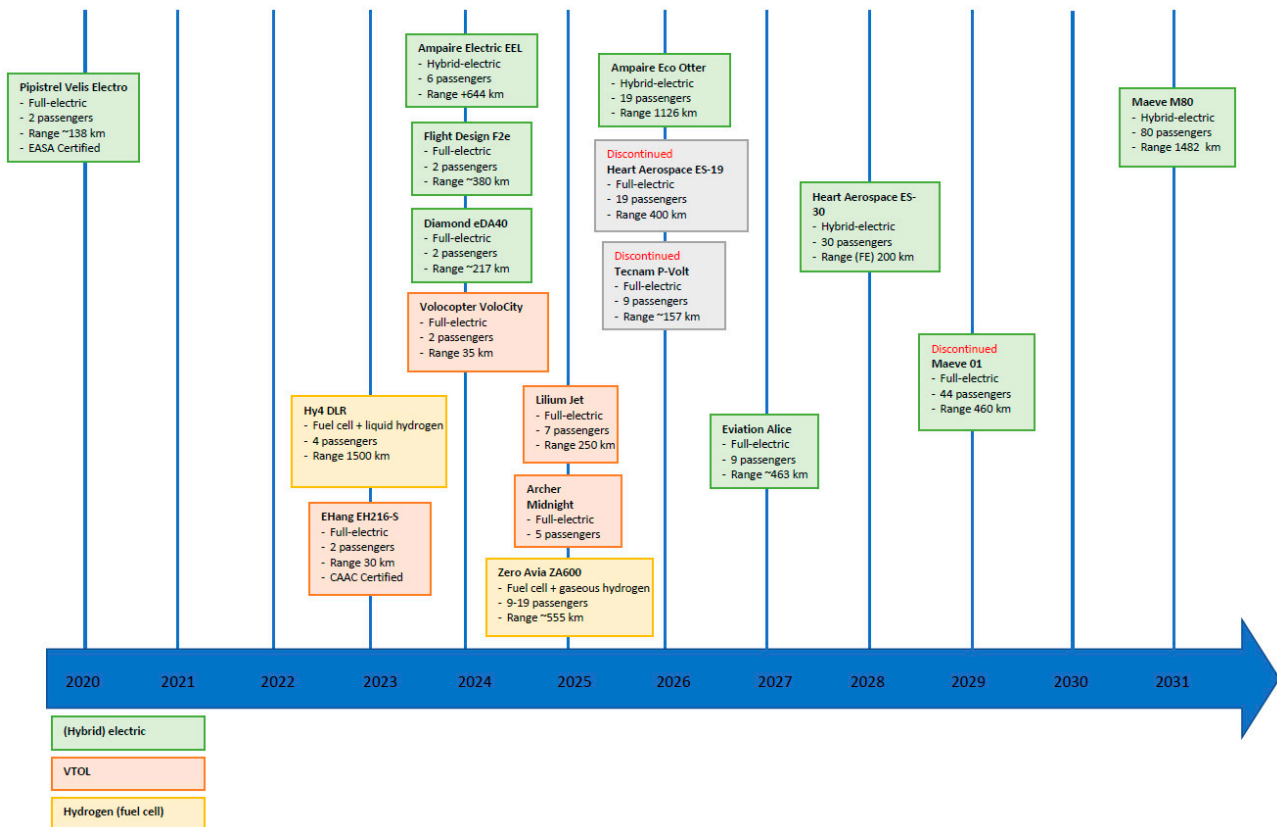 Pipistrel Velis Electro
- Full-electric
- 2 passengers
- Range ~138 km
- EASA Certified
Ampaire Electric EEL
- Hybrid-electric
- 6 passengers
- Range +644 km
Flight Design F2e
- Full-electric
- 2 passengers
- Range ~380 km
Diamond eDA40
- Full-electric
- 2 passengers
- Range ~217 km
Volocopter VoloCity
- Full-electric
- 2 passengers
- Range 35 km
Hy4 DLR
- Fuel cell + liquid hydrogen
- 4 passengers
- Range 1500 km
EHang EH216-S
- Full-electric
- 2 passengers
- Range 30 km
- CAAC Certified
Lilium Jet
- Full-electric
- 7 passengers
- Range 250 km
Archer
Midnight
- Full-electric
- 5 passengers
Zero Avia ZA600
- Fuel cell + gaseous hydrogen
- 9-19 passengers
- Range ~555 km
Ampaire Eco Otter
- Hybrid-electric
- 19 passengers
- Range 1126 km
Discontinued
Heart Aerospace ES-19
- Full-electric
- 19 passengers
- Range 400 km
Discontinued
Tecnam P-Volt
- Full-electric
- 9 passengers
- Range ~157 km
Eviation Alice
- Full-electric
- 9 passengers
- Range ~463 km
Heart Aerospace ES-
30
- Hybrid-electric
- 30 passengers
- Range (FE) 200 km
Discontinued
Maeve 01
- Full-electric
- 44 passengers
- Range 460 km
Maeve M80
- Hybrid-electric
- 80 passengers
- Range 1482 km
2020 2021 2022 2023 2024 2025 2026 2027 2028 2029 2030 2031
(Hybrid) electric
VTOL
Hydrogen (fuel cell)